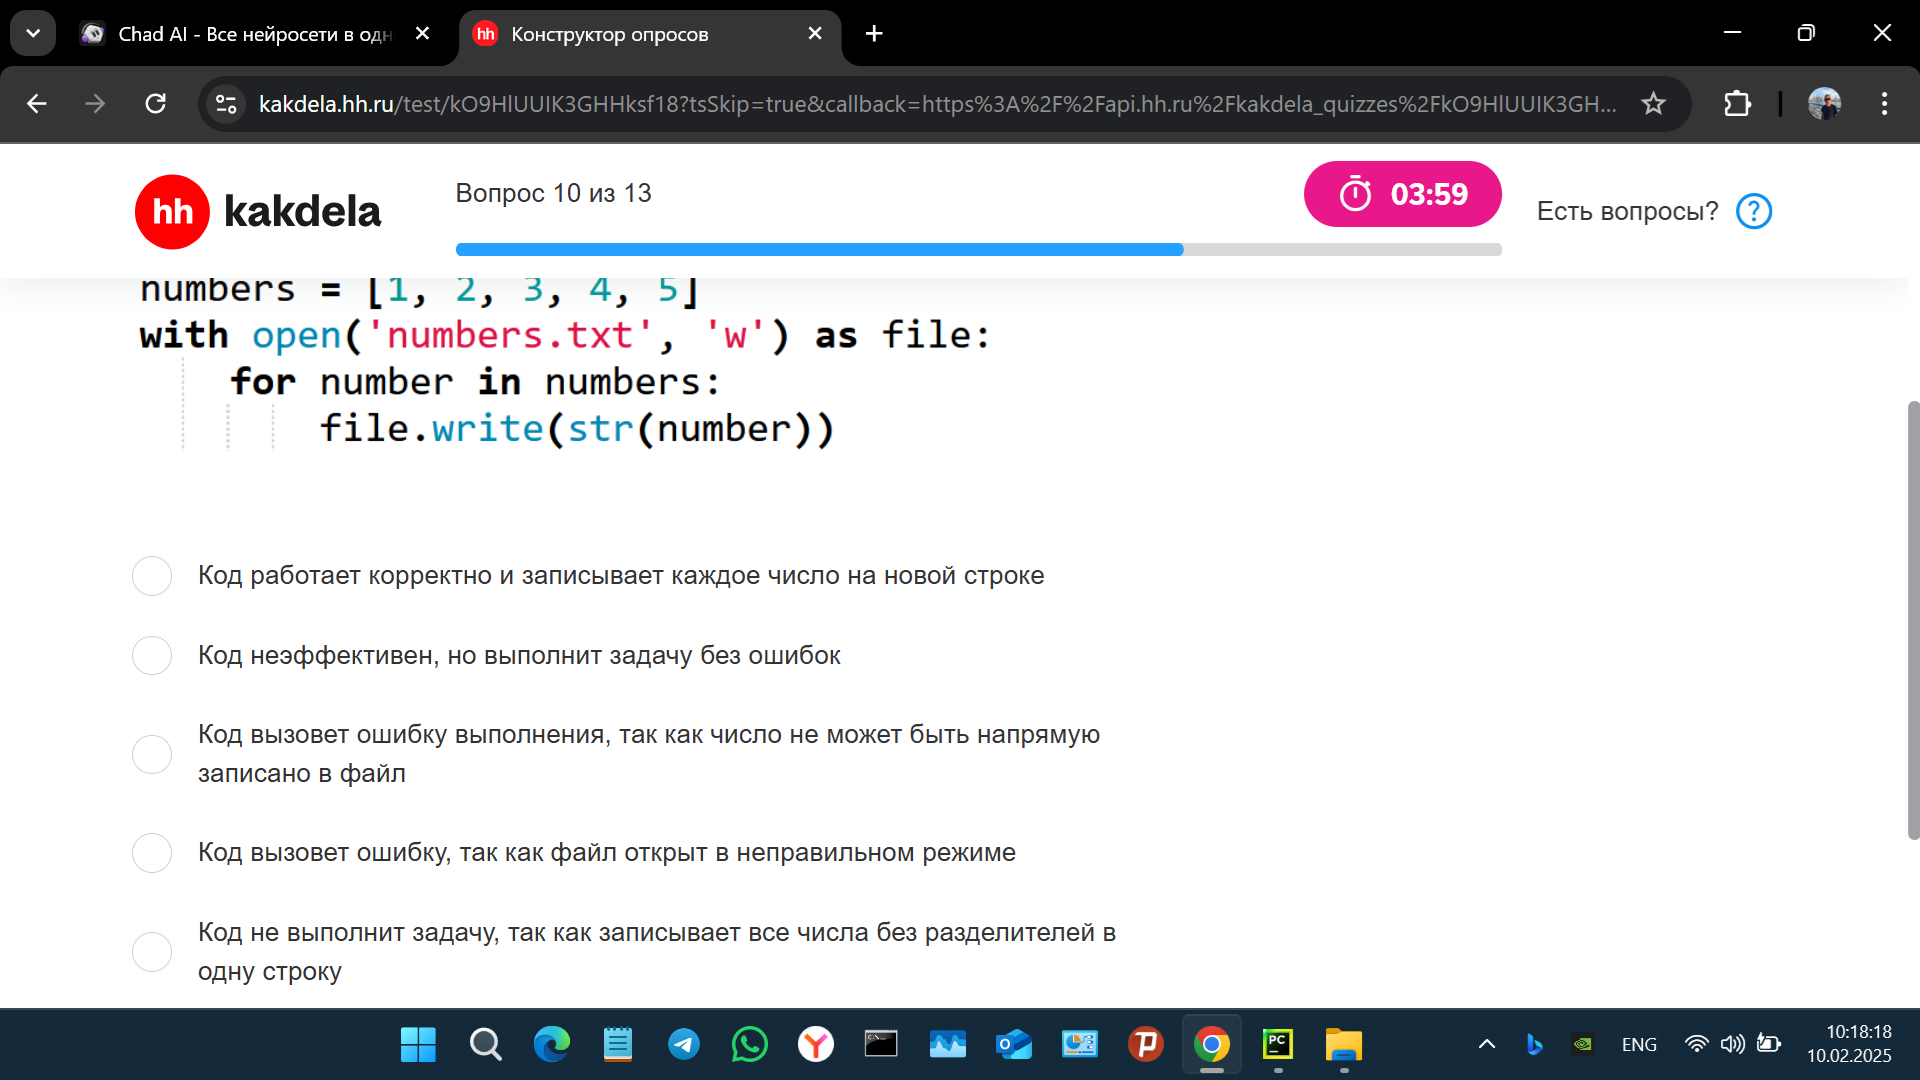 Chad AI - Все нейросети в одн
hh Конструктор опросов
kakdela.hh.ru/test/kO9HlUUIK3GHHksf18?tsSkip=true&callback=https%3A%2F%2Fapi.hh.ru%2Fkakdela_quizzes%2FkO9HlUUIK3GH...
hh kakdela
Вопрос 10 из 13
03:59
Есть вопросы? ?
numbers = [1, 2, 3, 4, 5]
with open('numbers.txt', 'w') as file:
for number in numbers:
file.write(str(number))
Код работает корректно и записывает каждое число на новой строке
Код неэффективен, но выполнит задачу без ошибок
Код вызовет ошибку выполнения, так как число не может быть напрямую
записано в файл
Код вызовет ошибку, так как файл открыт в неправильном режиме
Код не выполнит задачу, так как записывает все числа без разделителей в
одну строку
PC
ENG
10:18:18
10.02.2025